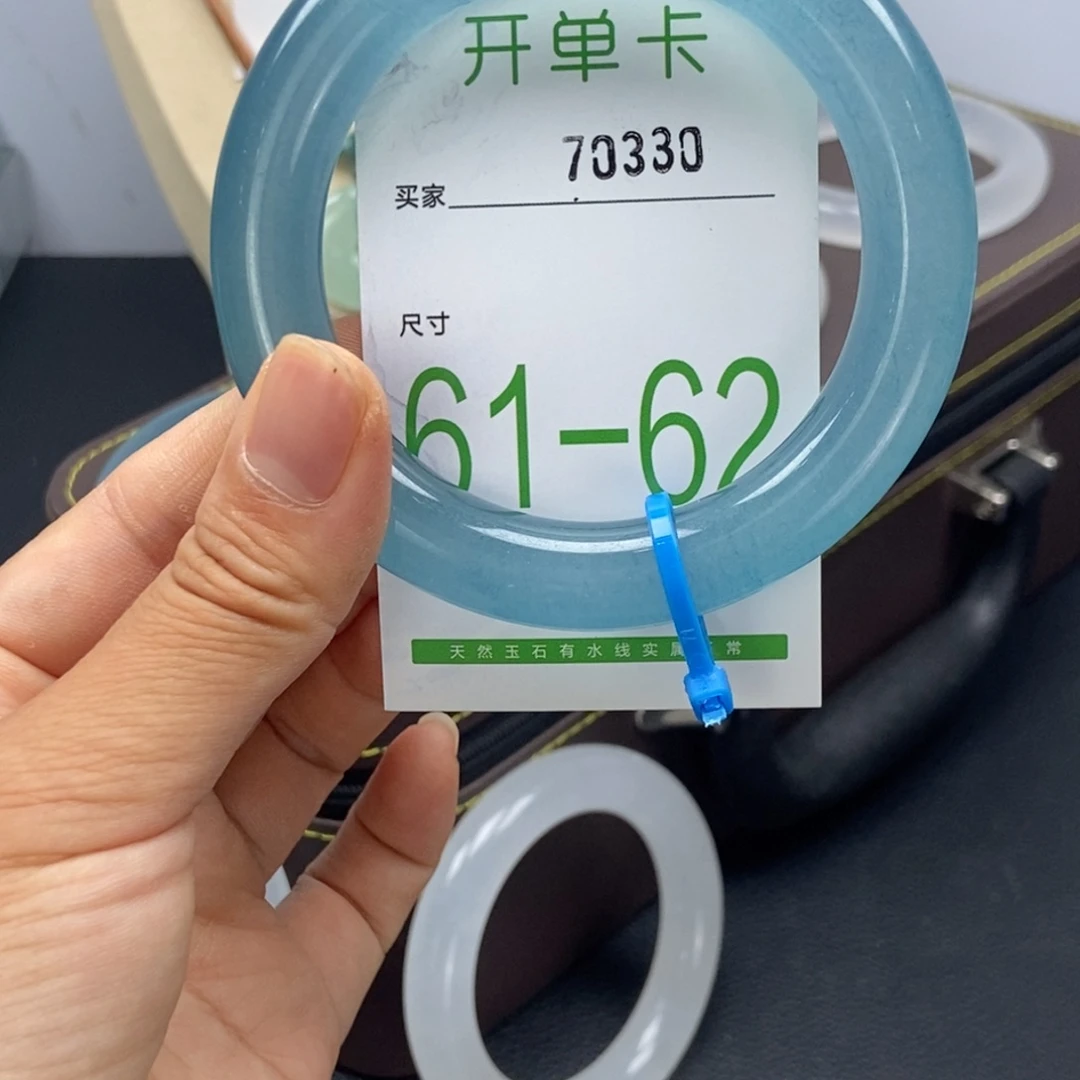 开单卡
70330
买家
尺寸
61-62
天然玉石有水线实属 常